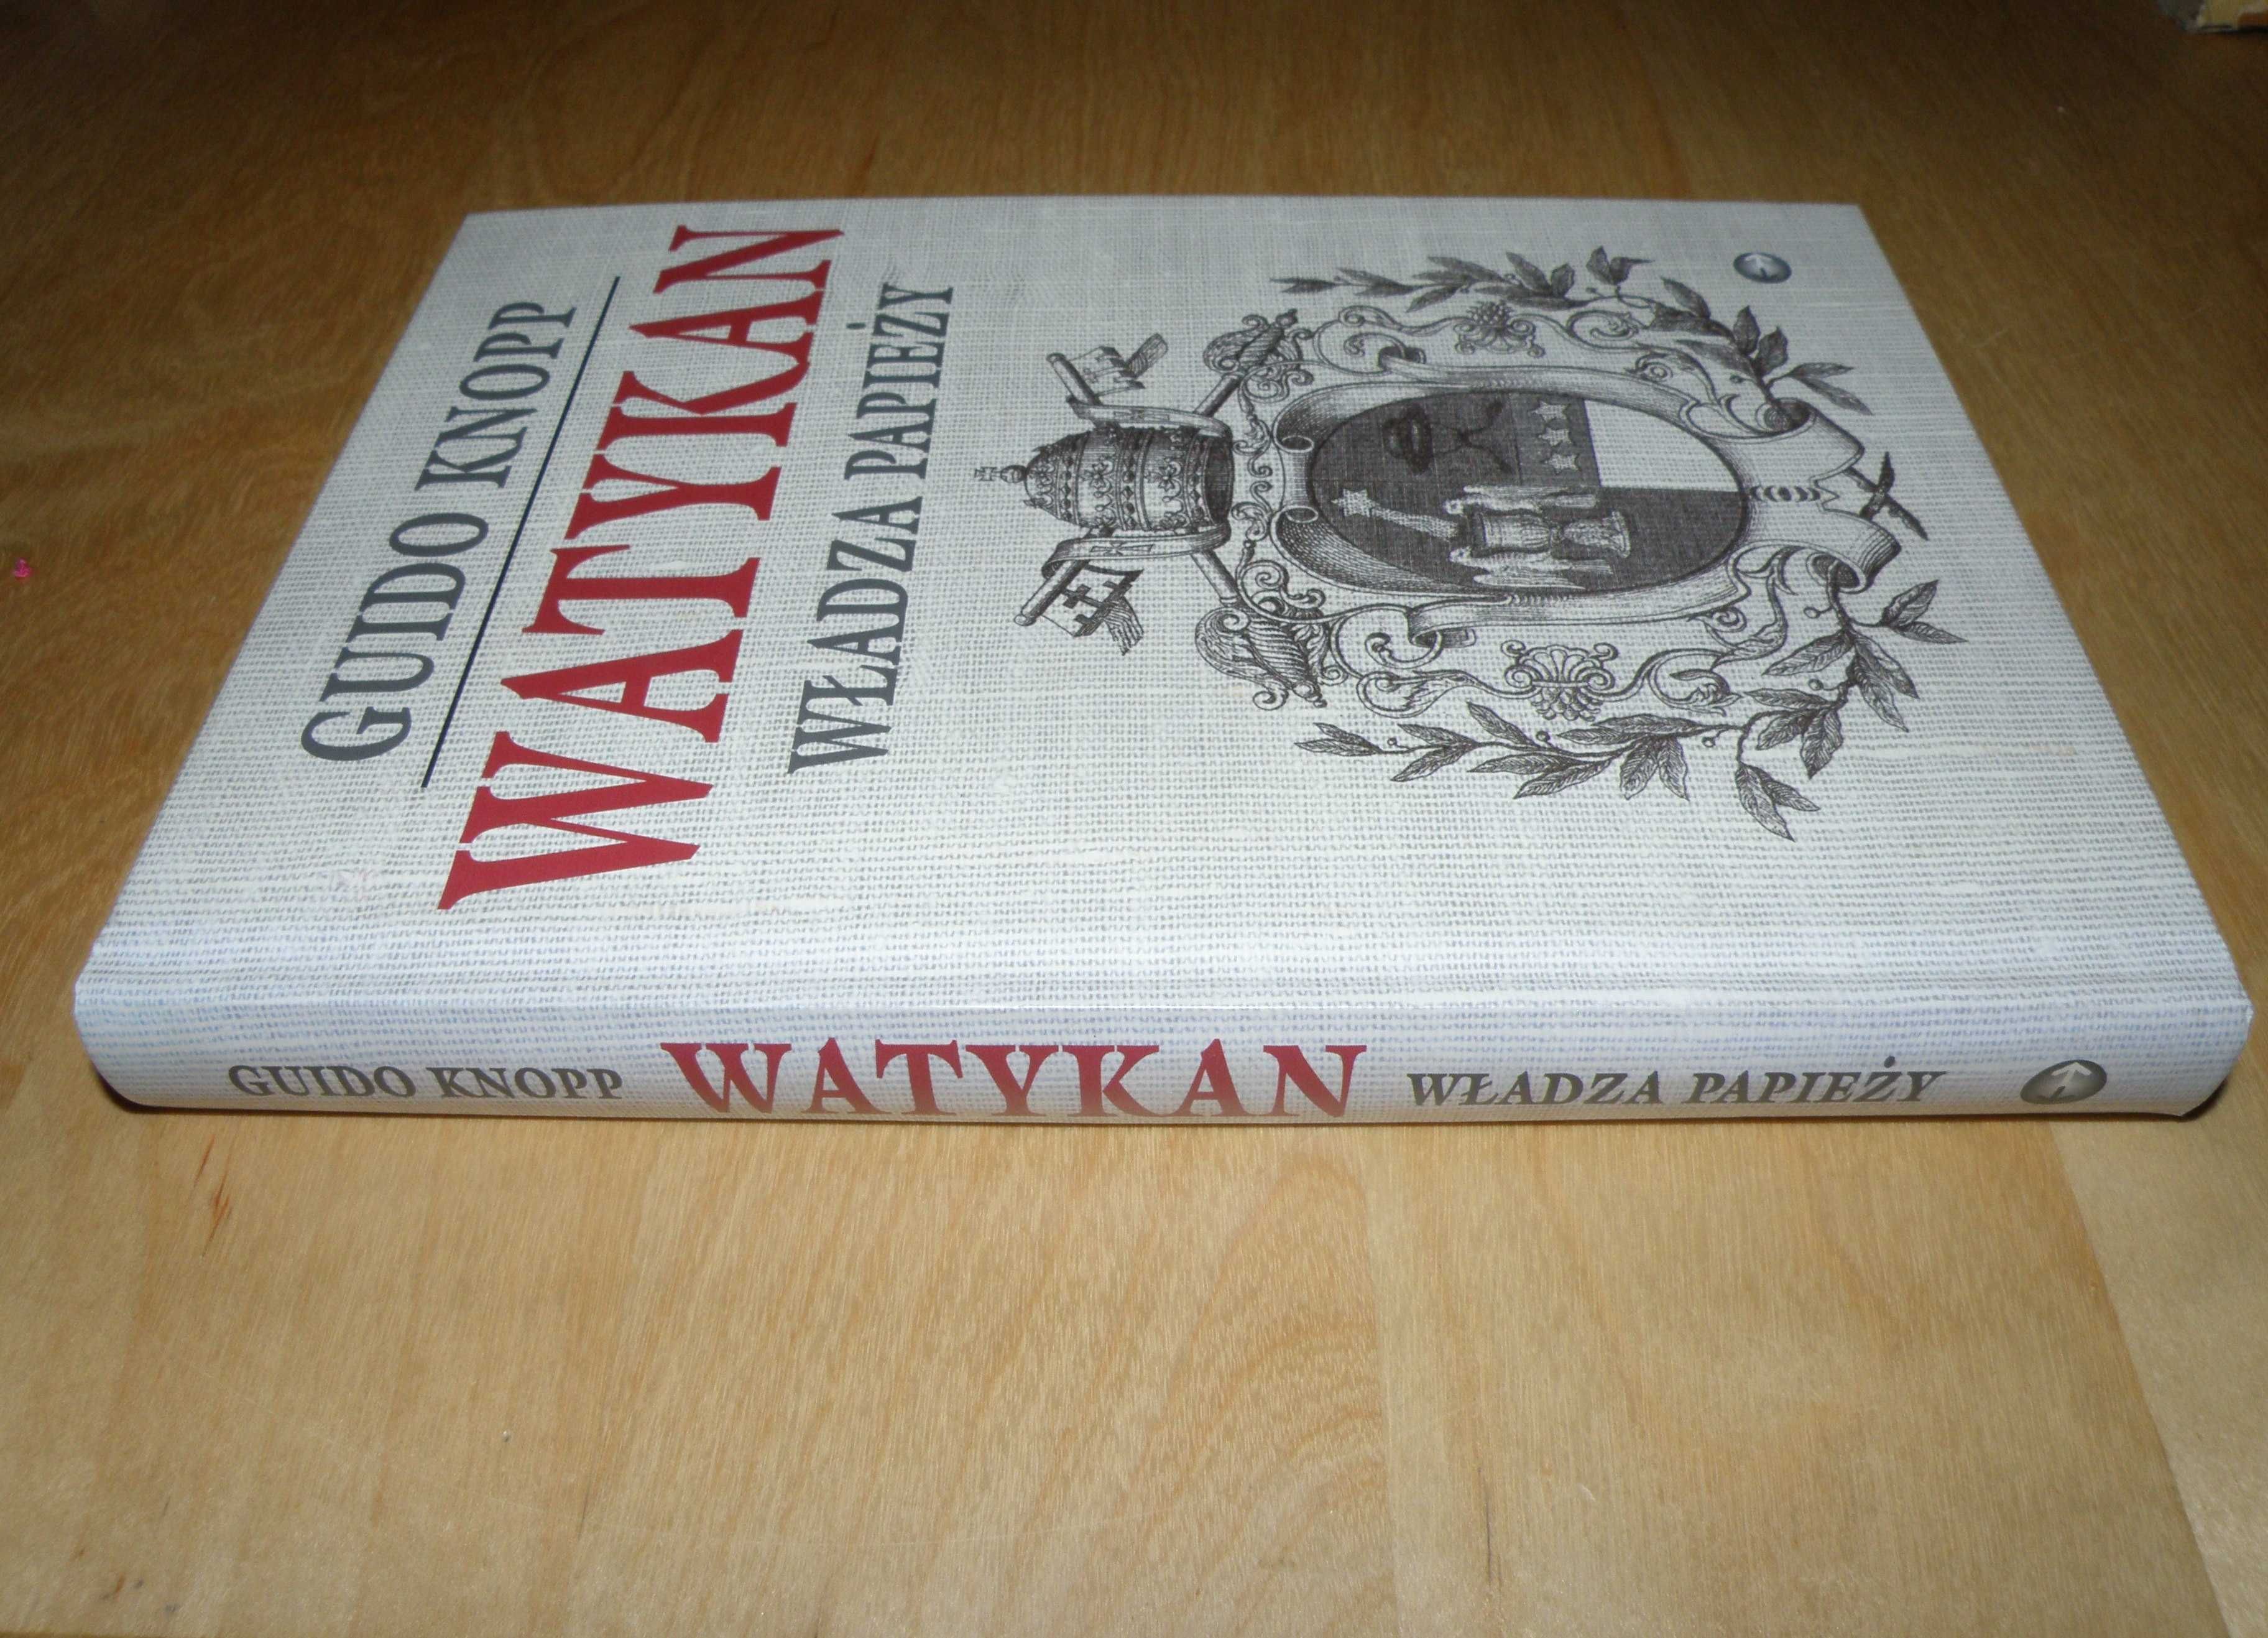 GUIDO KNOPP
WATYKAN
WŁADZA PAPIEŻY
GUIDO KNOPP WATYKAN WŁADZA PAPIEŻY